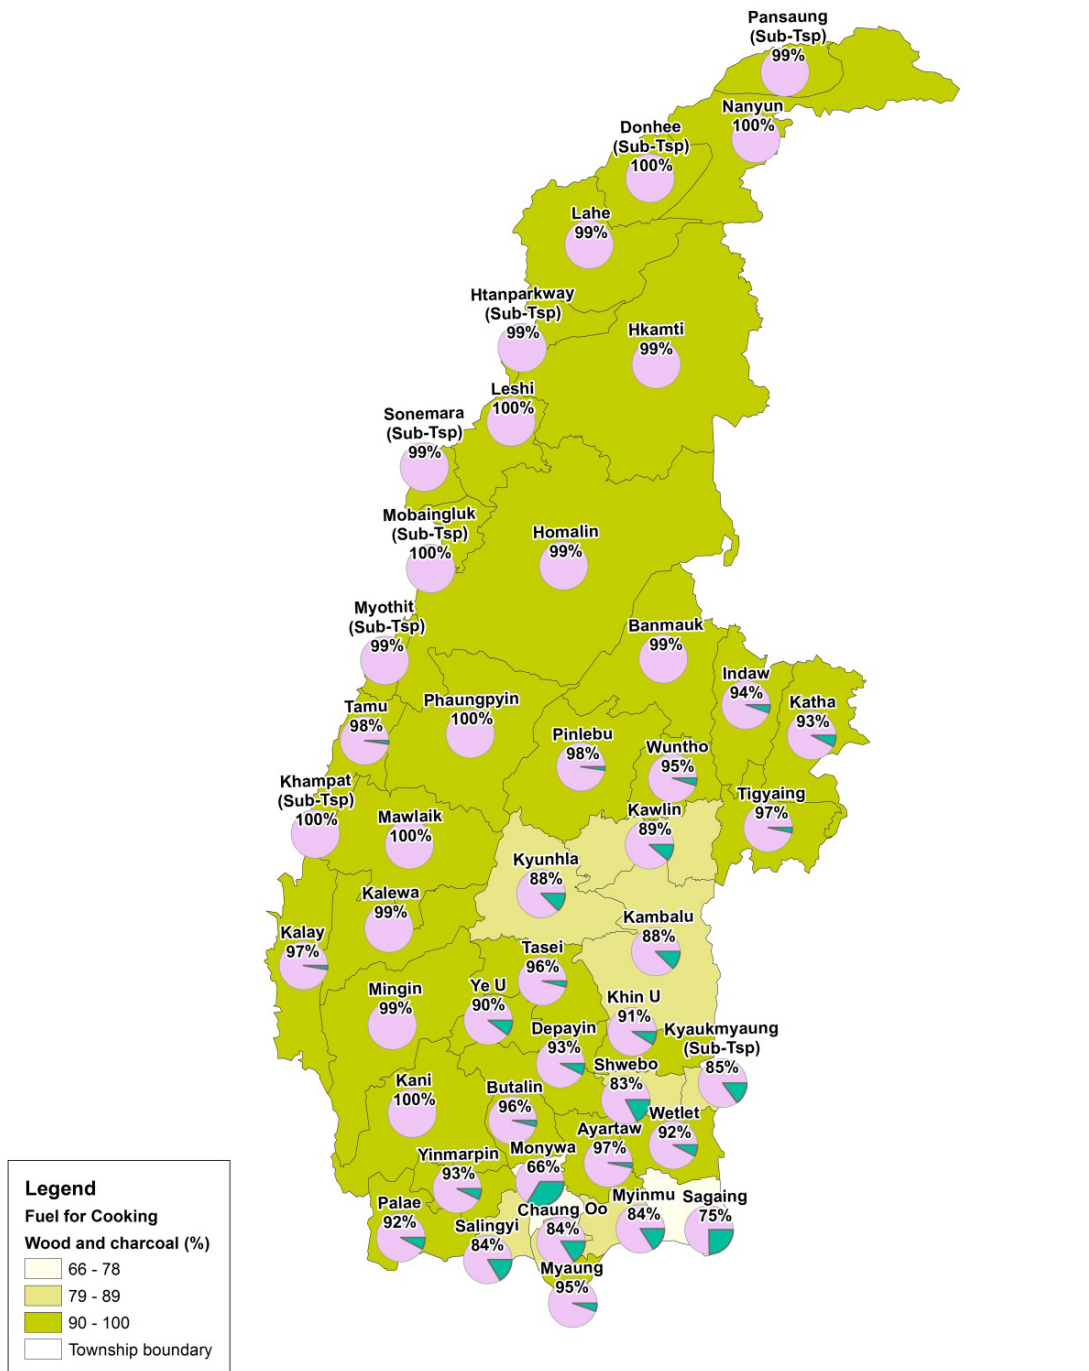 Pansaung
(Sub-Tsp)
99%
Nanyun
100%
Donhee
(Sub-Tsp)
100%
Lahe
99%
Htanparkway
(Sub-Tsp)
99%
Hkamti
99%
Leshi
100%
Sonemara
(Sub-Tsp)
99%
Mobaingluk
(Sub-Tsp)
100%
Homalin
99%
Myothit
(Sub-Tsp)
99%
Banmauk
99%
Indaw
94%
Katha
93%
Tamu
98%
Phaungpyin
100%
Pinlebu
98%
Wuntho
95%
Khampat
(Sub-Tsp)
100%
Mawlaik
100%
Kawlin
89%
Tigyaing
97%
Kyunhla
88%
Kalewa
99%
Kambalu
88%
Kalay
97%
Tasei
96%
Mingin
99%
Ye U
90%
Khin U
91%
Kyaukmyaung
(Sub-Tsp)
85%
Depayin
93%
Shwebo
83%
Kani
100%
Butalin
96%
Wetlet
92%
Ayartaw
97%
Monywa
66%
Yinmarpin
93%
Palae
92%
Salingyi
84%
Chaung Oo
84%
Myinmu
84%
Sagaing
75%
Myaung
95%
Legend
Fuel for Cooking
Wood and charcoal (%)
66 - 78
79 - 89
90 - 100
Township boundary